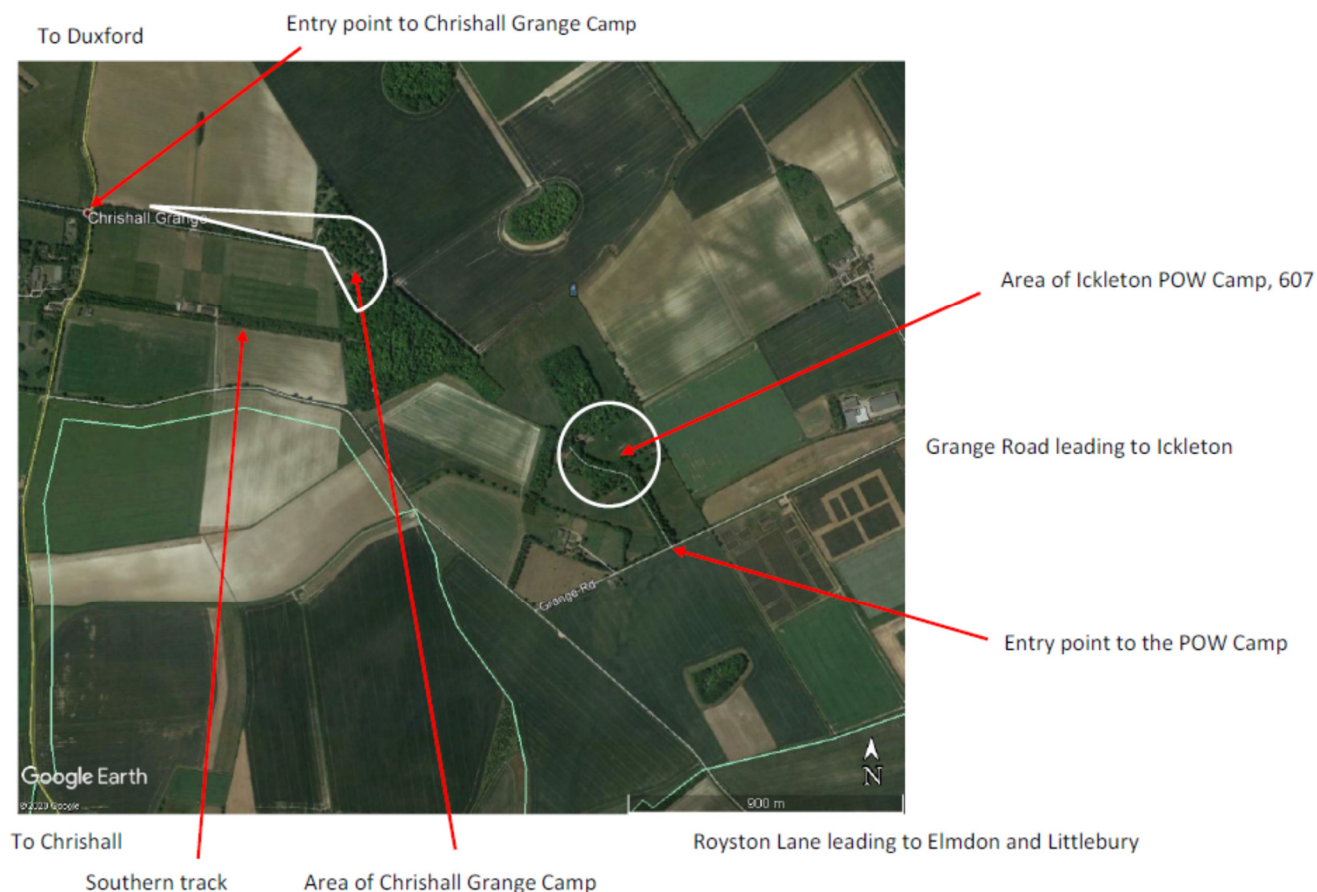 Entry point to Chrishall Grange Camp
To Duxford
Chrishall Grange
Area of Ickleton POW Camp, 607
Grange Road leading to Ickleton
Grange Rd
Entry point to the POW Camp
Google Earth
©2020 Google
N
900 m
To Chrishall
Royston Lane leading to Elmdon and Littlebury
Southern track
Area of Chrishall Grange Camp